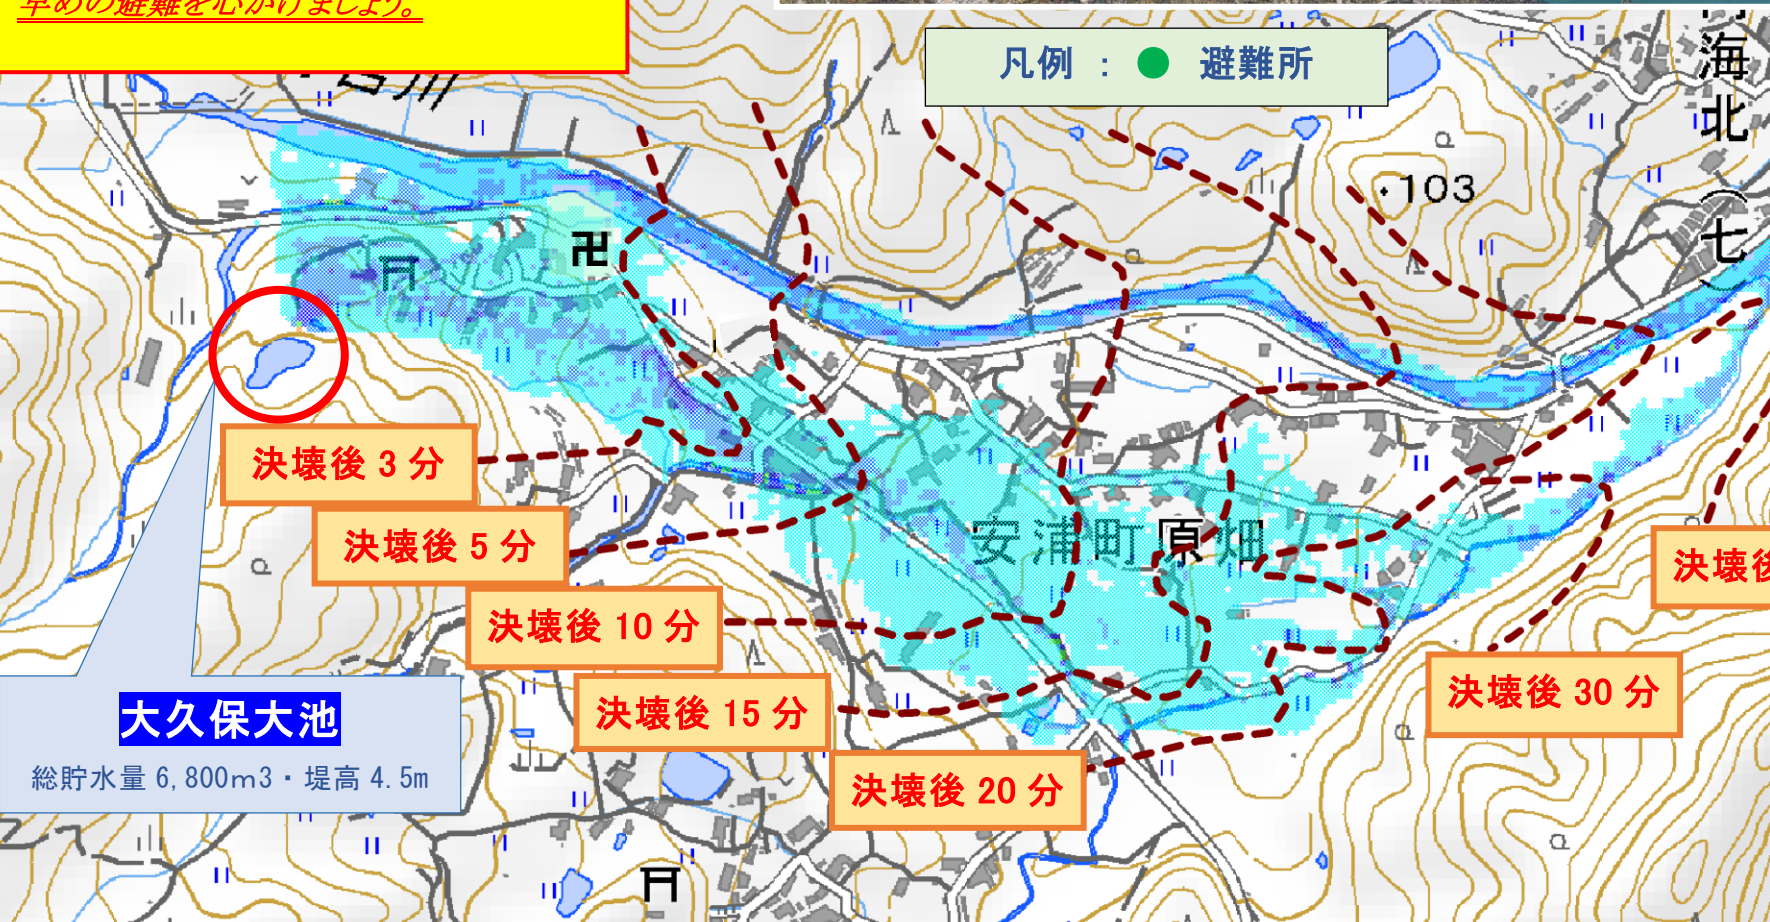 早めの避難を心がけましょう。
凡例 : ● 避難所
海北(七)
・103
決壊後 3 分
決壊後 5 分
安浦町原畑
決壊後
決壊後 10 分
決壊後 30 分
決壊後 15 分
大久保大池
総貯水量 6,800m3・堤高 4.5m
決壊後 20 分